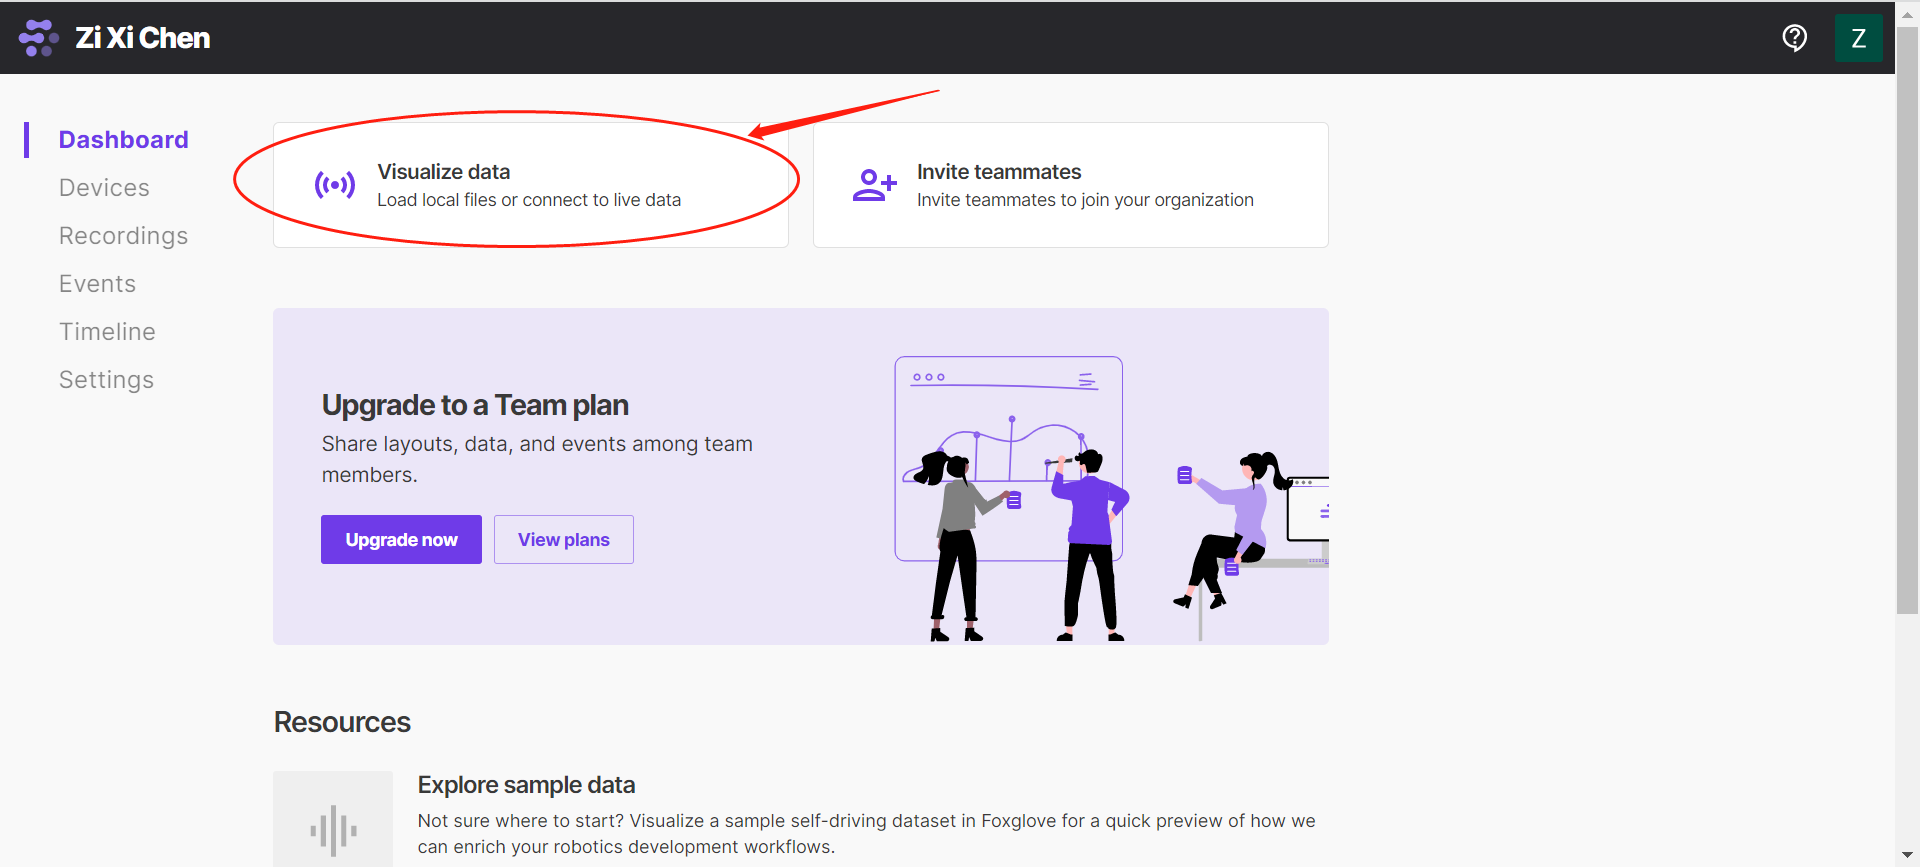 Zi Xi Chen
Z
Dashboard
Devices
Recordings
Events
Timeline
Settings
Visualize data
Load local files or connect to live data
Invite teammates
Invite teammates to join your organization
Upgrade to a Team plan
Share layouts, data, and events among team
members.
Upgrade now
View plans
Resources
Explore sample data
Not sure where to start? Visualize a sample self-driving dataset in Foxglove for a quick preview of how we
can enrich your robotics development workflows.